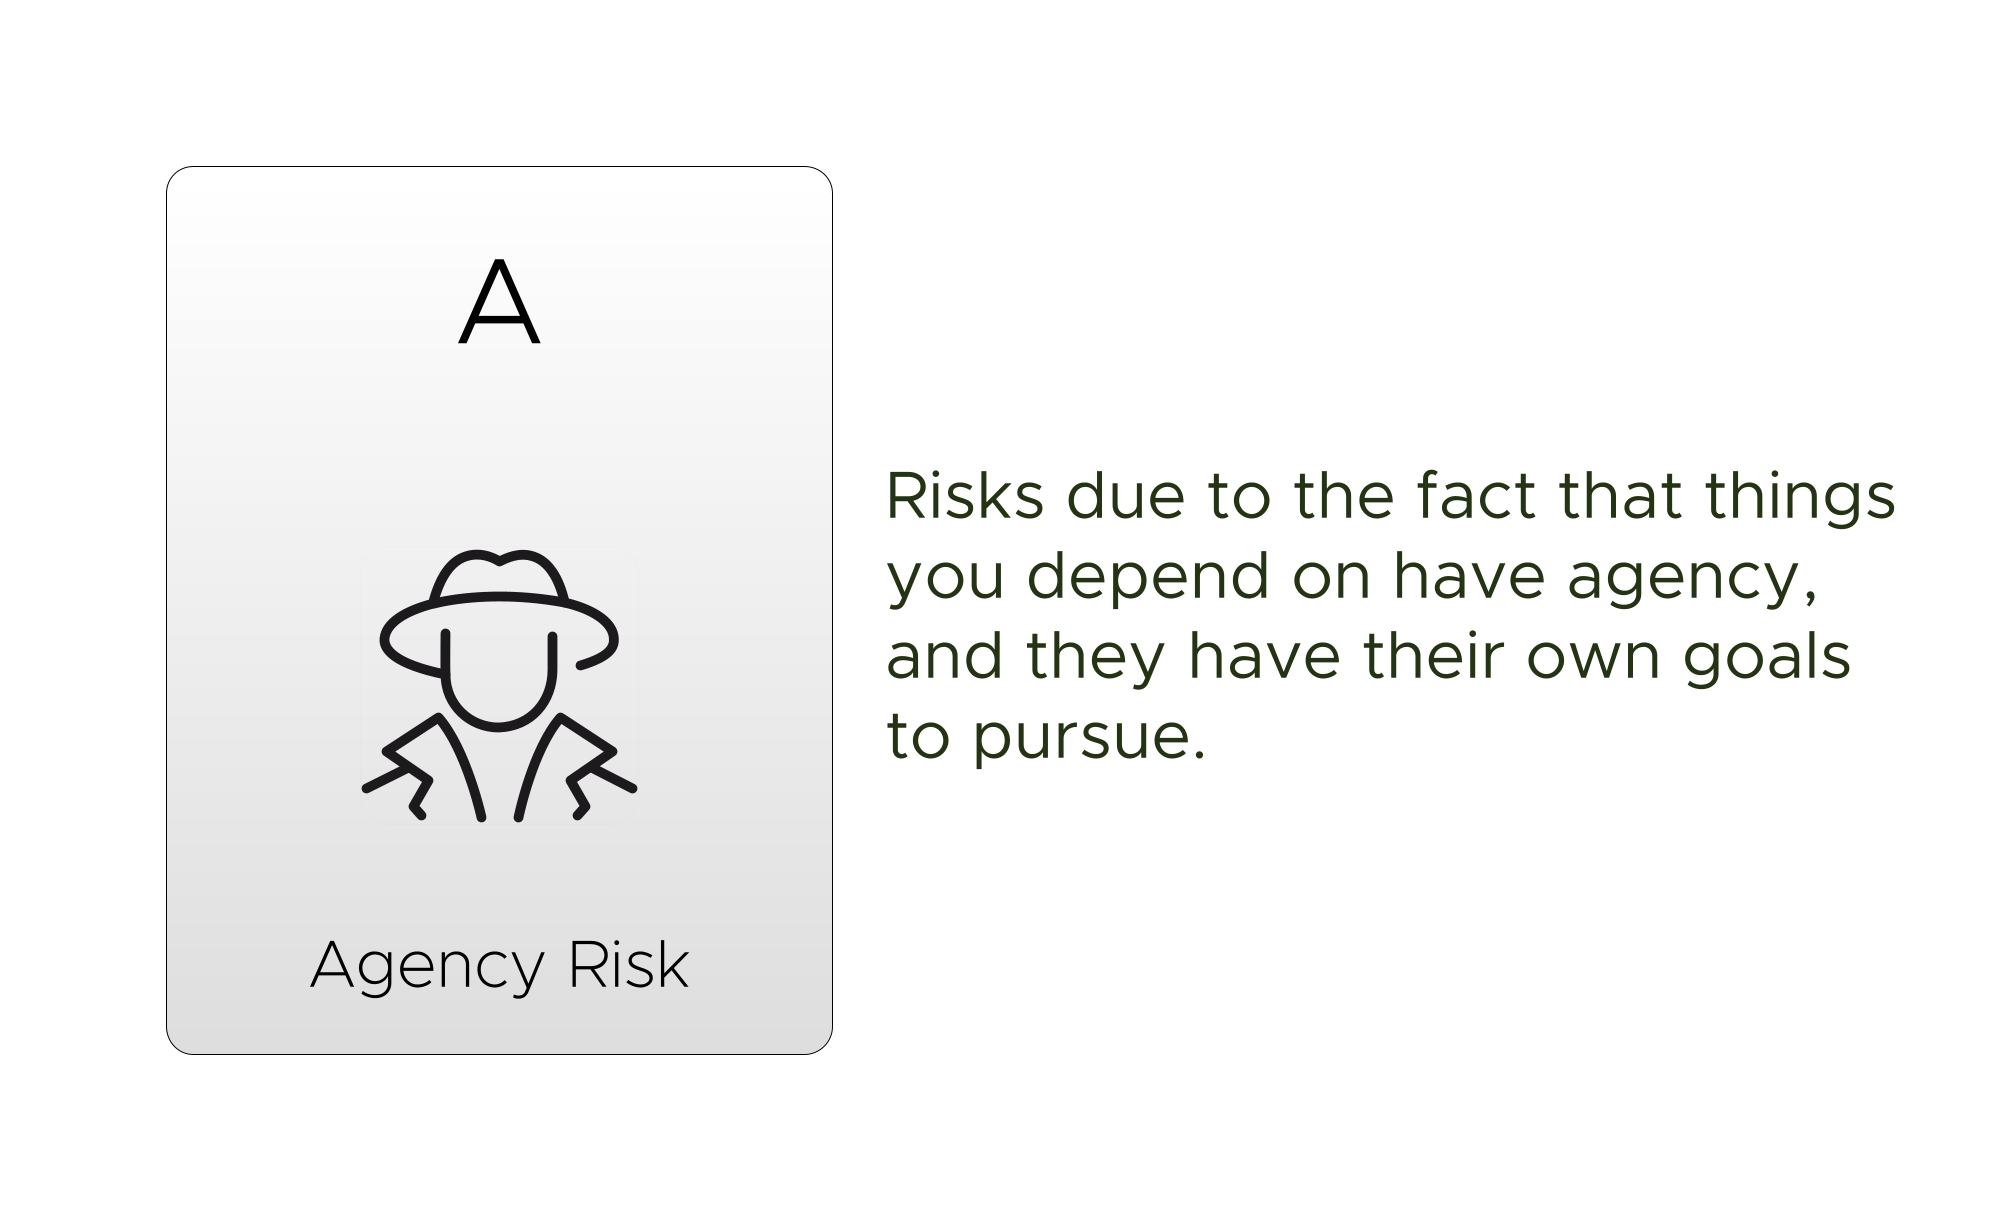 A
Agency Risk
Risks due to the fact that things
you depend on have agency,
and they have their own goals
to pursue.